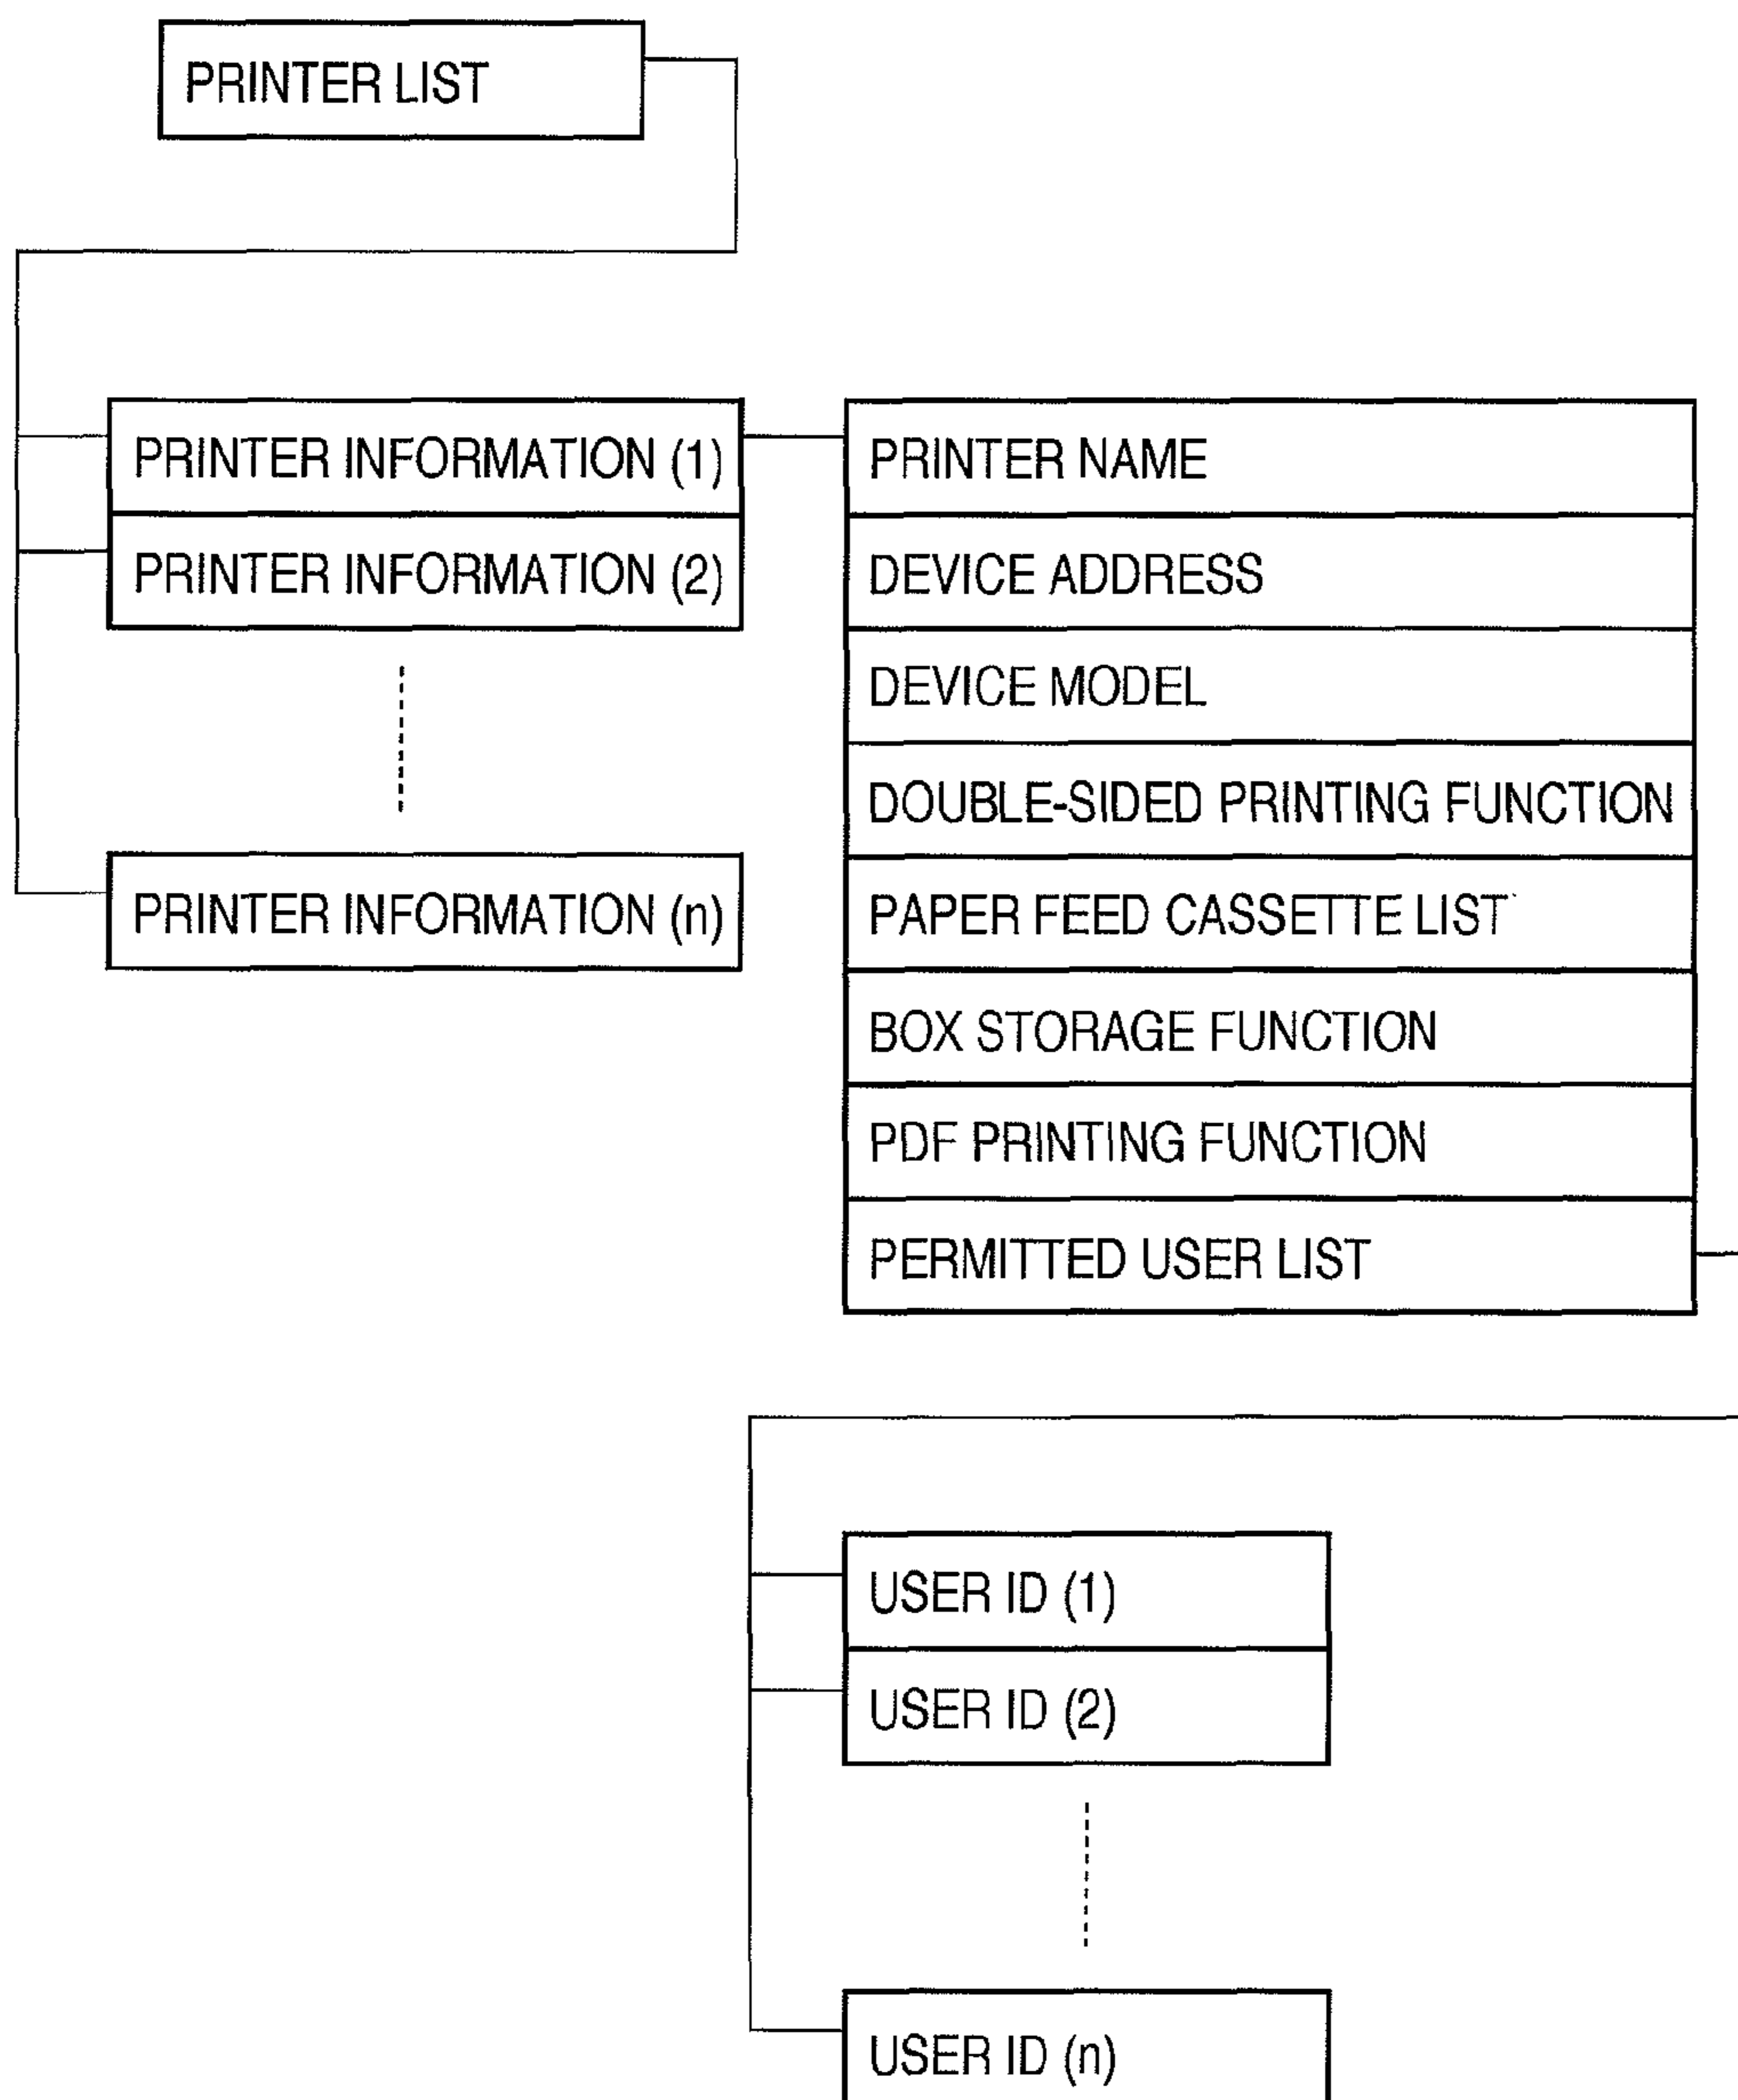 PRINTER LIST
PRINTER INFORMATION (1)
PRINTER INFORMATION (2)
PRINTER INFORMATION (n)
PRINTER NAME
DEVICE ADDRESS
DEVICE MODEL
DOUBLE-SIDED PRINTING FUNCTION
PAPER FEED CASSETTE LIST
BOX STORAGE FUNCTION
PDF PRINTING FUNCTION
PERMITTED USER LIST
USER ID (1)
USER ID (2)
USER ID (n)